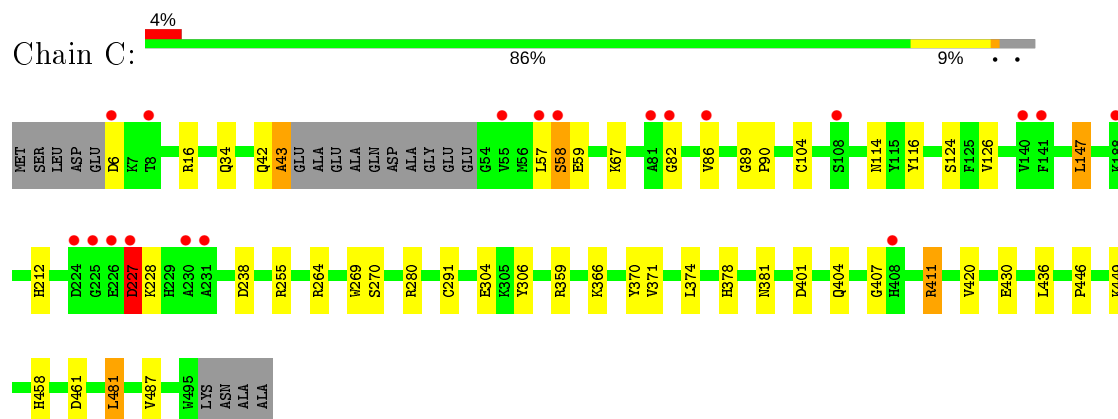 4%
Chain C:
86%
9%
MET SER LEU ASP GLU D6 K7 T8 R16 Q34 Q42 A43 GLU ALA GLU ALA GLN ASP ALA GLY GLU GLU G54 V55 M56 L57 S58 E59 K67 A81 G82 V86 G89 P90 C104 S108 N114 Y115 Y116 S124 F125 V126 V140 F141 L147 K188
H212 D224 G225 E226 D227 K228 H229 A230 A231 D238 R255 R264 W269 S270 R280 C291 E304 K305 Y306 R359 K366 Y370 V371 L374 H378 N381 D401 Q404 G407 H408 R411 V420 E430 L436 P446
H458 D461 L481 V487 W495 LYS ASN ALA ALA